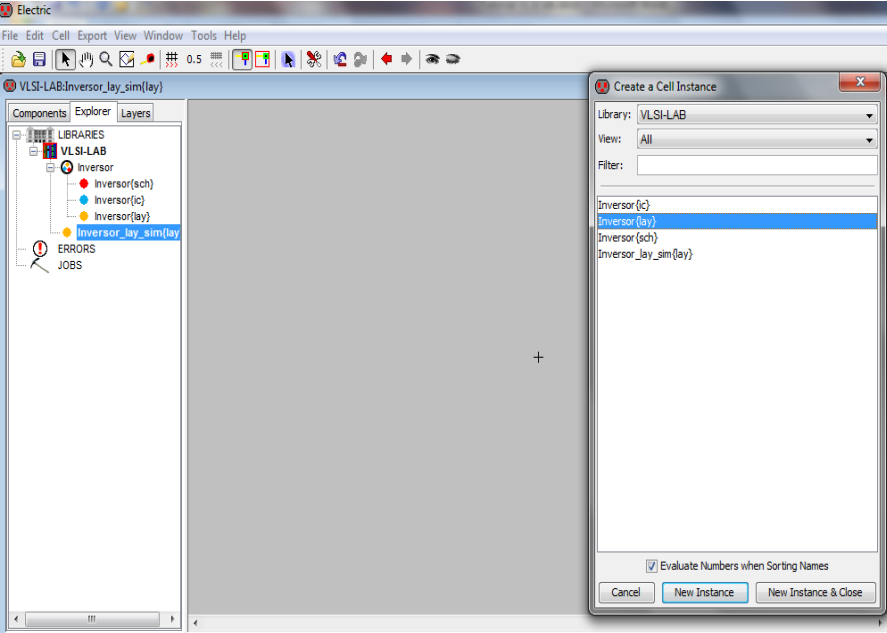 Electric
File Edit Cell Export View Window Tools Help
0.5
VLSI-LAB:Inversor_lay_sim{lay}
Components Explorer Layers
LIBRARIES
VLSI-LAB
Inversor
Inversor{sch}
Inversor{ic}
Inversor{lay}
Inversor_lay_sim{lay
ERRORS
JOBS
Create a Cell Instance
Library: VLSI-LAB
View: All
Filter:
Inversor{ic}
Inversor{lay}
Inversor{sch}
Inversor_lay_sim{lay}
Evaluate Numbers when Sorting Names
Cancel New Instance New Instance & Close